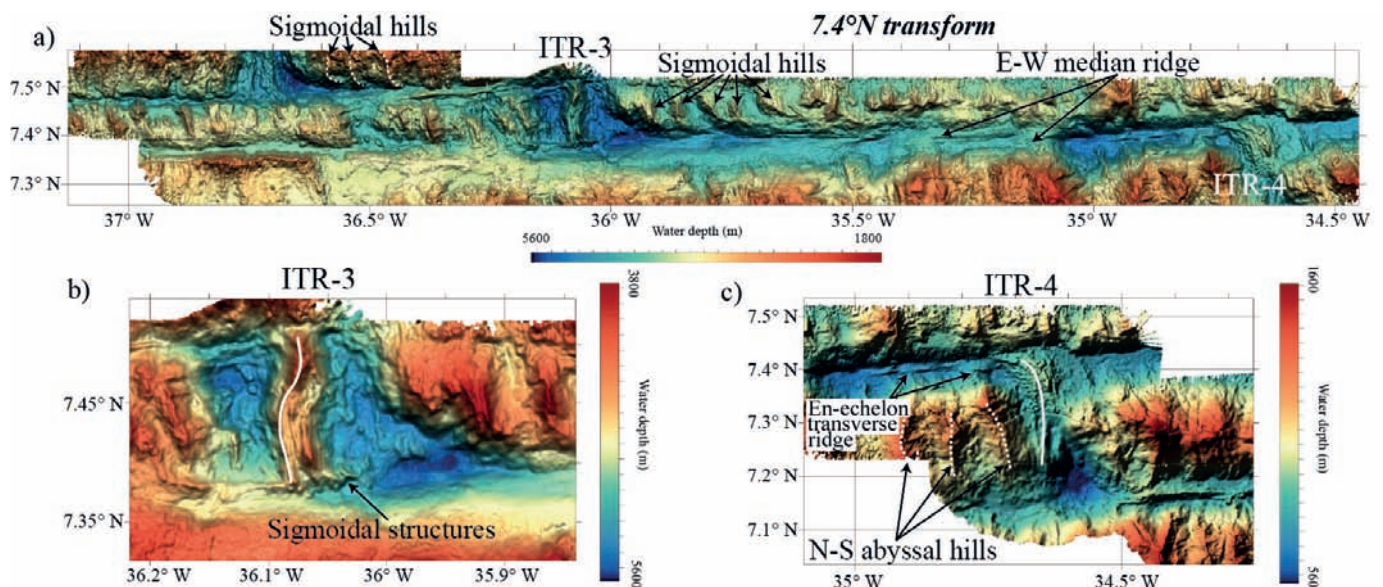 a)
Sigmoidal hills
7.4°N transform
ITR-3
Sigmoidal hills
E-W median ridge
7.5° N
7.4° N
7.3° N
ITR-4
37° W
36.5° W
36° W
35.5° W
35° W
34.5° W
Water depth (m)
5600
1800
b)
ITR-3
3800
7.45° N
7.35° N
Water depth (m)
Sigmoidal structures
5600
36.2° W
36.1° W
36° W
35.9° W
c)
ITR-4
1600
7.5° N
7.4° N
7.3° N
7.2° N
7.1° N
En-echelon
transverse
ridge
Water depth (m)
N-S abyssal hills
35° W
34.5° W